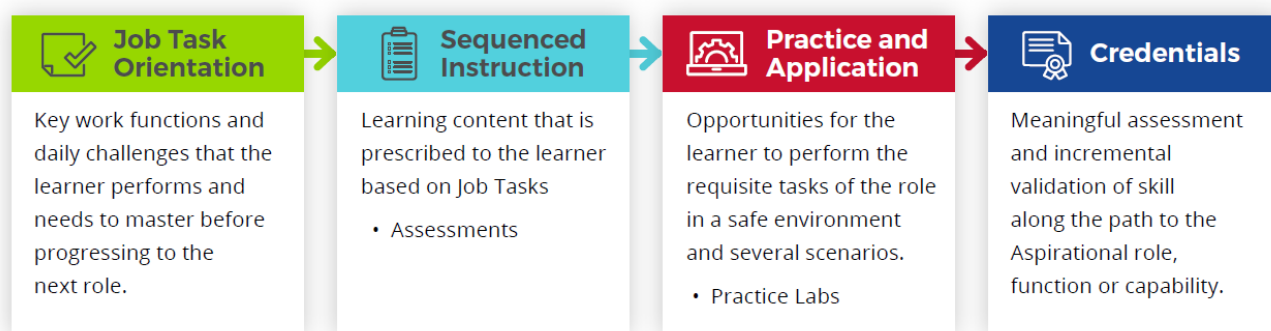 Job Task
Orientation
Key work functions and
daily challenges that the
learner performs and
needs to master before
progressing to the
next role.
Sequenced
Instruction
Learning content that is
prescribed to the learner
based on Job Tasks
• Assessments
Practice and
Application
Opportunities for the
learner to perform the
requisite tasks of the role
in a safe environment
and several scenarios.
• Practice Labs
Credentials
Meaningful assessment
and incremental
validation of skill
along the path to the
Aspirational role,
function or capability.